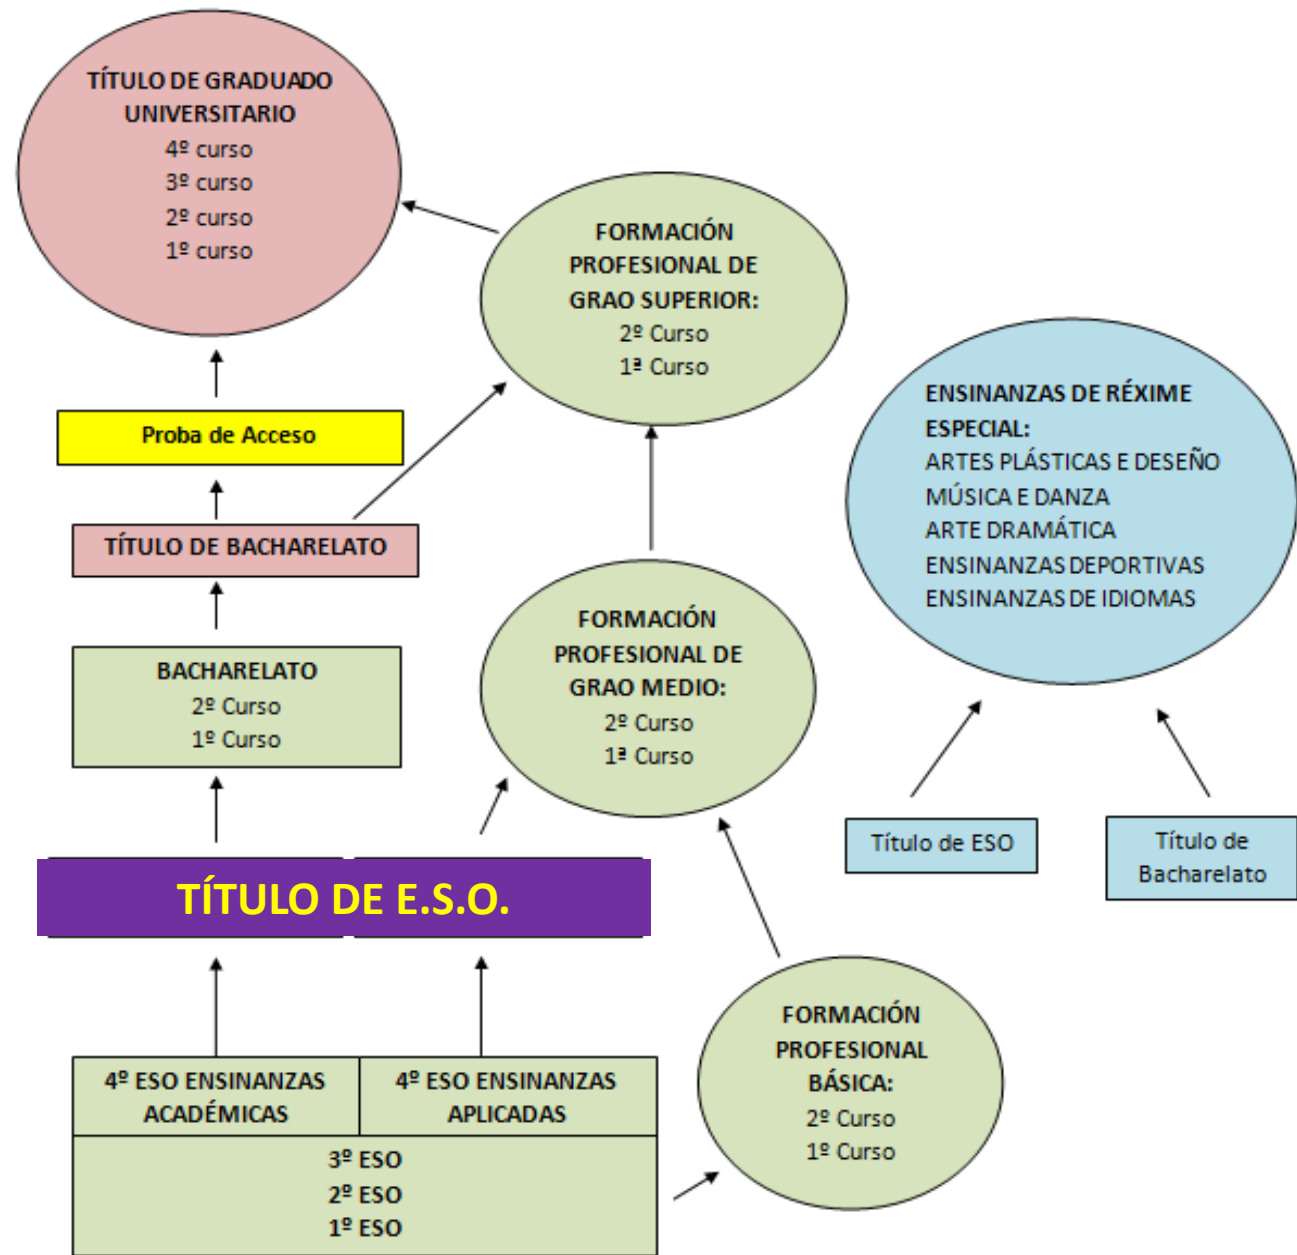 TÍTULO DE GRADUADO
UNIVERSITARIO
4º curso
3º curso
2º curso
1º curso
FORMACIÓN
PROFESIONAL DE
GRAO SUPERIOR:
2º Curso
1ª Curso
Proba de Acceso
TÍTULO DE BACHARELATO
ENSINANZAS DE RÉXIME
ESPECIAL:
ARTES PLÁSTICAS E DESEÑO
MÚSICA E DANZA
ARTE DRAMÁTICA
ENSINANZAS DEPORTIVAS
ENSINANZAS DE IDIOMAS
BACHARELATO
2º Curso
1º Curso
FORMACIÓN
PROFESIONAL DE
GRAO MEDIO:
2º Curso
1ª Curso
Título de ESO
Título de
Bacharelato
TÍTULO DE E.S.O.
4º ESO ENSINANZAS
ACADÉMICAS
4º ESO ENSINANZAS
APLICADAS
3º ESO
2º ESO
1º ESO
FORMACIÓN
PROFESIONAL
BÁSICA:
2º Curso
1º Curso